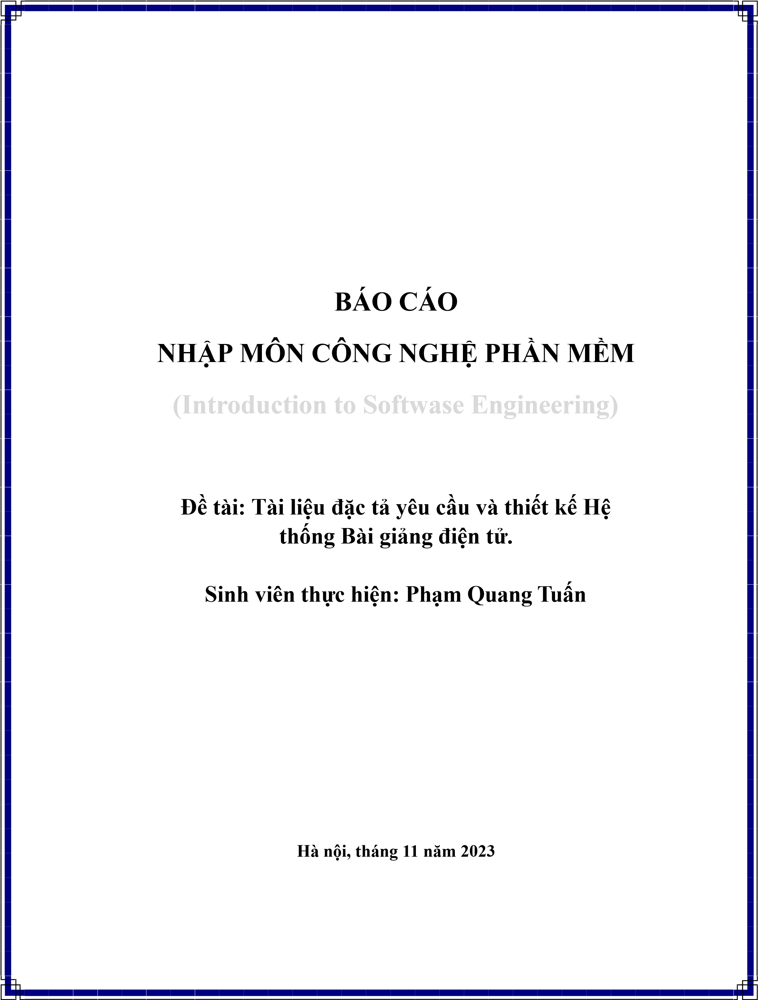 BÁO CÁO
NHẬP MÔN CÔNG NGHỆ PHẦN MỀM
(Introduction to Softwase Engineering)
Đề tài: Tài liệu đặc tả yêu cầu và thiết kế Hệ
thống Bài giảng điện tử.
Sinh viên thực hiện: Phạm Quang Tuấn
Hà nội, tháng 11 năm 2023